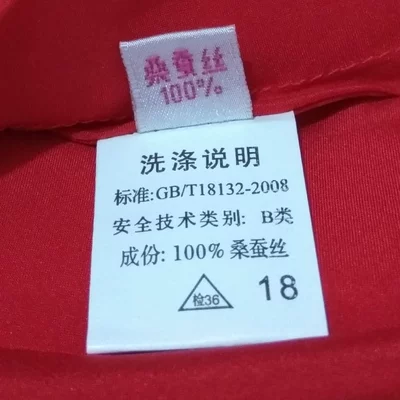 桑蚕丝
100%
洗涤说明
标准:GB/T18132-2008
安全技术类别: B类
成份: 100% 桑蚕丝
检36 18